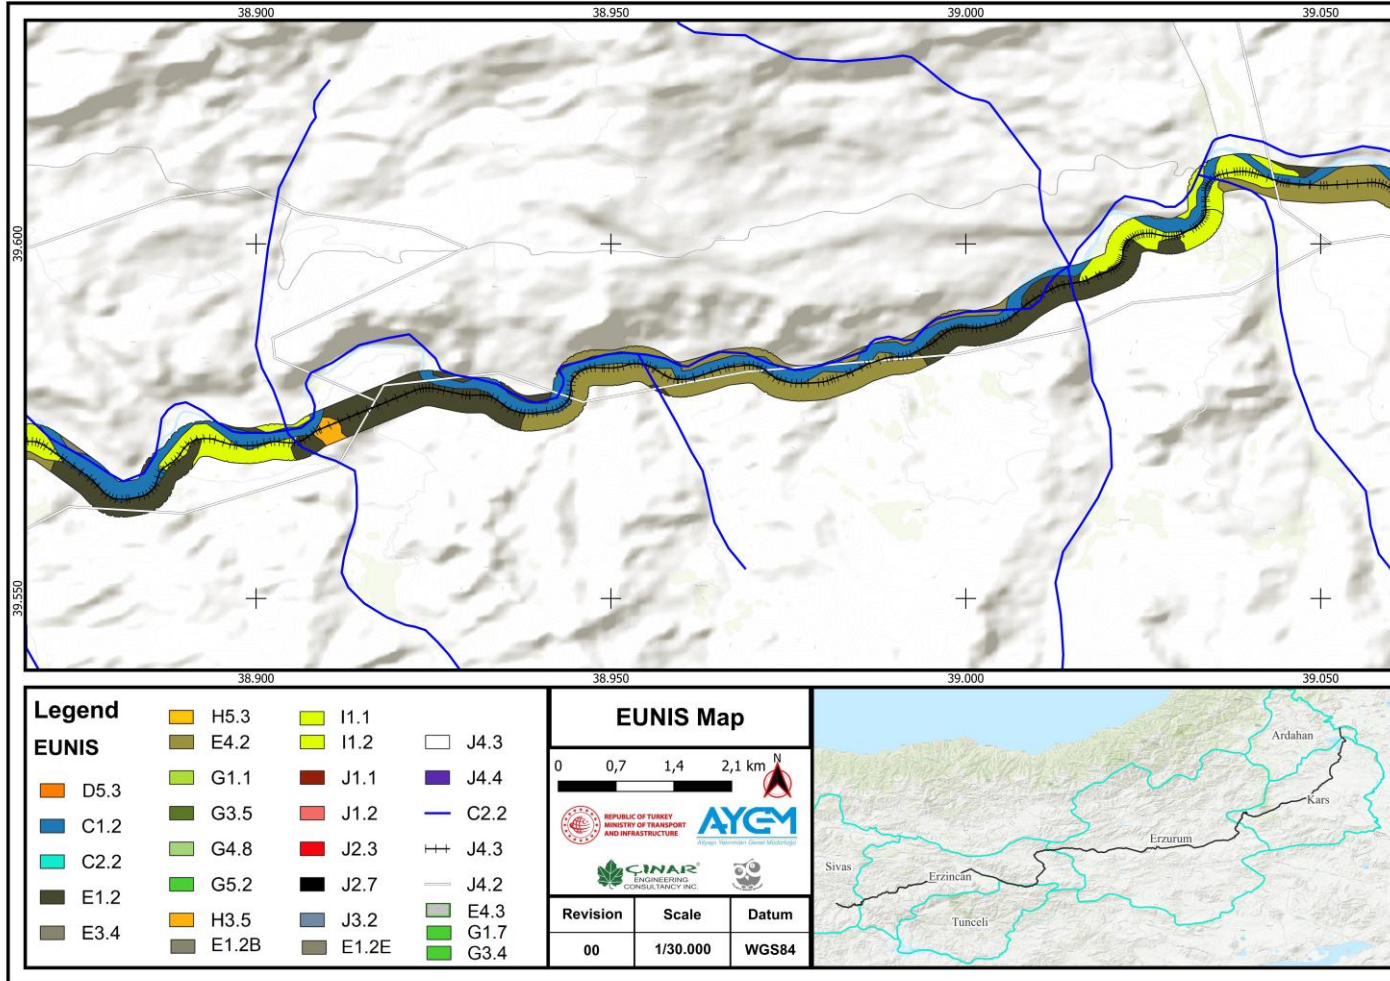 38.900
38.950
39.000
39.050
39.600
39.550
38.900
38.950
39.000
39.050
Legend
EUNIS
D5.3
C1.2
C2.2
E1.2
E3.4
H5.3
E4.2
G1.1
G3.5
G4.8
G5.2
H3.5
E1.2B
I1.1
I1.2
J1.1
J1.2
J2.3
J2.7
J3.2
E1.2E
J4.3
J4.4
C2.2
J4.3
J4.2
E4.3
G1.7
G3.4
EUNIS Map
0 0,7 1,4 2,1 km
N
REPUBLIC OF TURKEY
MINISTRY OF TRANSPORT
AND INFRASTRUCTURE
AYGM
Altyapı Yatırımları Genel Müdürlüğü
ÇINAR
ENGINEERING
CONSULTANCY INC.
Revision Scale Datum
00 1/30.000 WGS84
Ardahan
Kars
Erzurum
Sivas
Erzincan
Tunceli